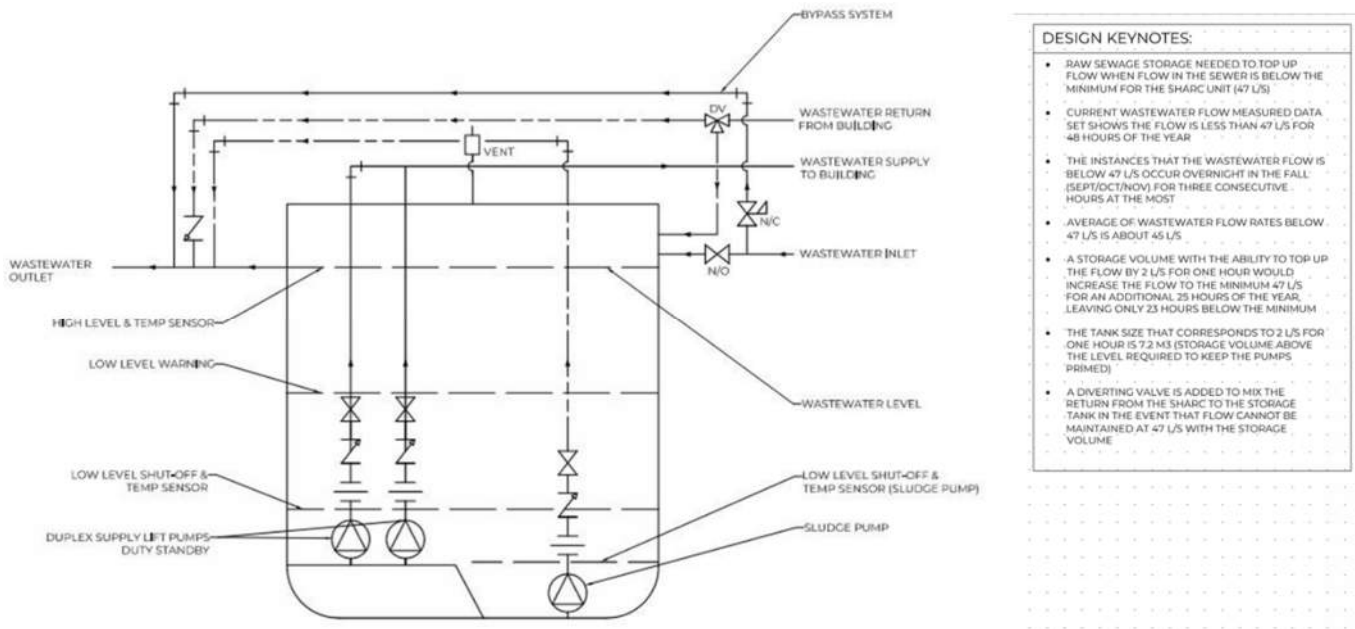 BYPASS SYSTEM
DV
WASTEWATER RETURN
FROM BUILDING
VENT
WASTEWATER SUPPLY
TO BUILDING
N/C
WASTEWATER INLET
N/O
WASTEWATER
OUTLET
HIGH LEVEL & TEMP SENSOR
LOW LEVEL WARNING
WASTEWATER LEVEL
LOW LEVEL SHUT-OFF &
TEMP SENSOR
LOW LEVEL SHUT-OFF &
TEMP SENSOR (SLUDGE PUMP)
DUPLEX SUPPLY LIFT PUMPS
DUTY STANDBY
SLUDGE PUMP
DESIGN KEYNOTES:
• RAW SEWAGE STORAGE NEEDED TO TOP UP
FLOW WHEN FLOW IN THE SEWER IS BELOW THE
MINIMUM FOR THE SHARC UNIT (47 L/S)
• CURRENT WASTEWATER FLOW MEASURED DATA
SET SHOWS THE FLOW IS LESS THAN 47 L/S FOR
48 HOURS OF THE YEAR
• THE INSTANCES THAT THE WASTEWATER FLOW IS
BELOW 47 L/S OCCUR OVERNIGHT IN THE FALL
(SEPT/OCT/NOV) FOR THREE CONSECUTIVE
HOURS AT THE MOST
• AVERAGE OF WASTEWATER FLOW RATES BELOW
47 L/S IS ABOUT 45 L/S
• A STORAGE VOLUME WITH THE ABILITY TO TOP UP
THE FLOW BY 2 L/S FOR ONE HOUR WOULD
INCREASE THE FLOW TO THE MINIMUM 47 L/S
FOR AN ADDITIONAL 25 HOURS OF THE YEAR,
LEAVING ONLY 23 HOURS BELOW THE MINIMUM
• THE TANK SIZE THAT CORRESPONDS TO 2 L/S FOR
ONE HOUR IS 7.2 M3 (STORAGE VOLUME ABOVE
THE LEVEL REQUIRED TO KEEP THE PUMPS
PRIMED)
• A DIVERTING VALVE IS ADDED TO MIX THE
RETURN FROM THE SHARC TO THE STORAGE
TANK IN THE EVENT THAT FLOW CANNOT BE
MAINTAINED AT 47 L/S WITH THE STORAGE
VOLUME